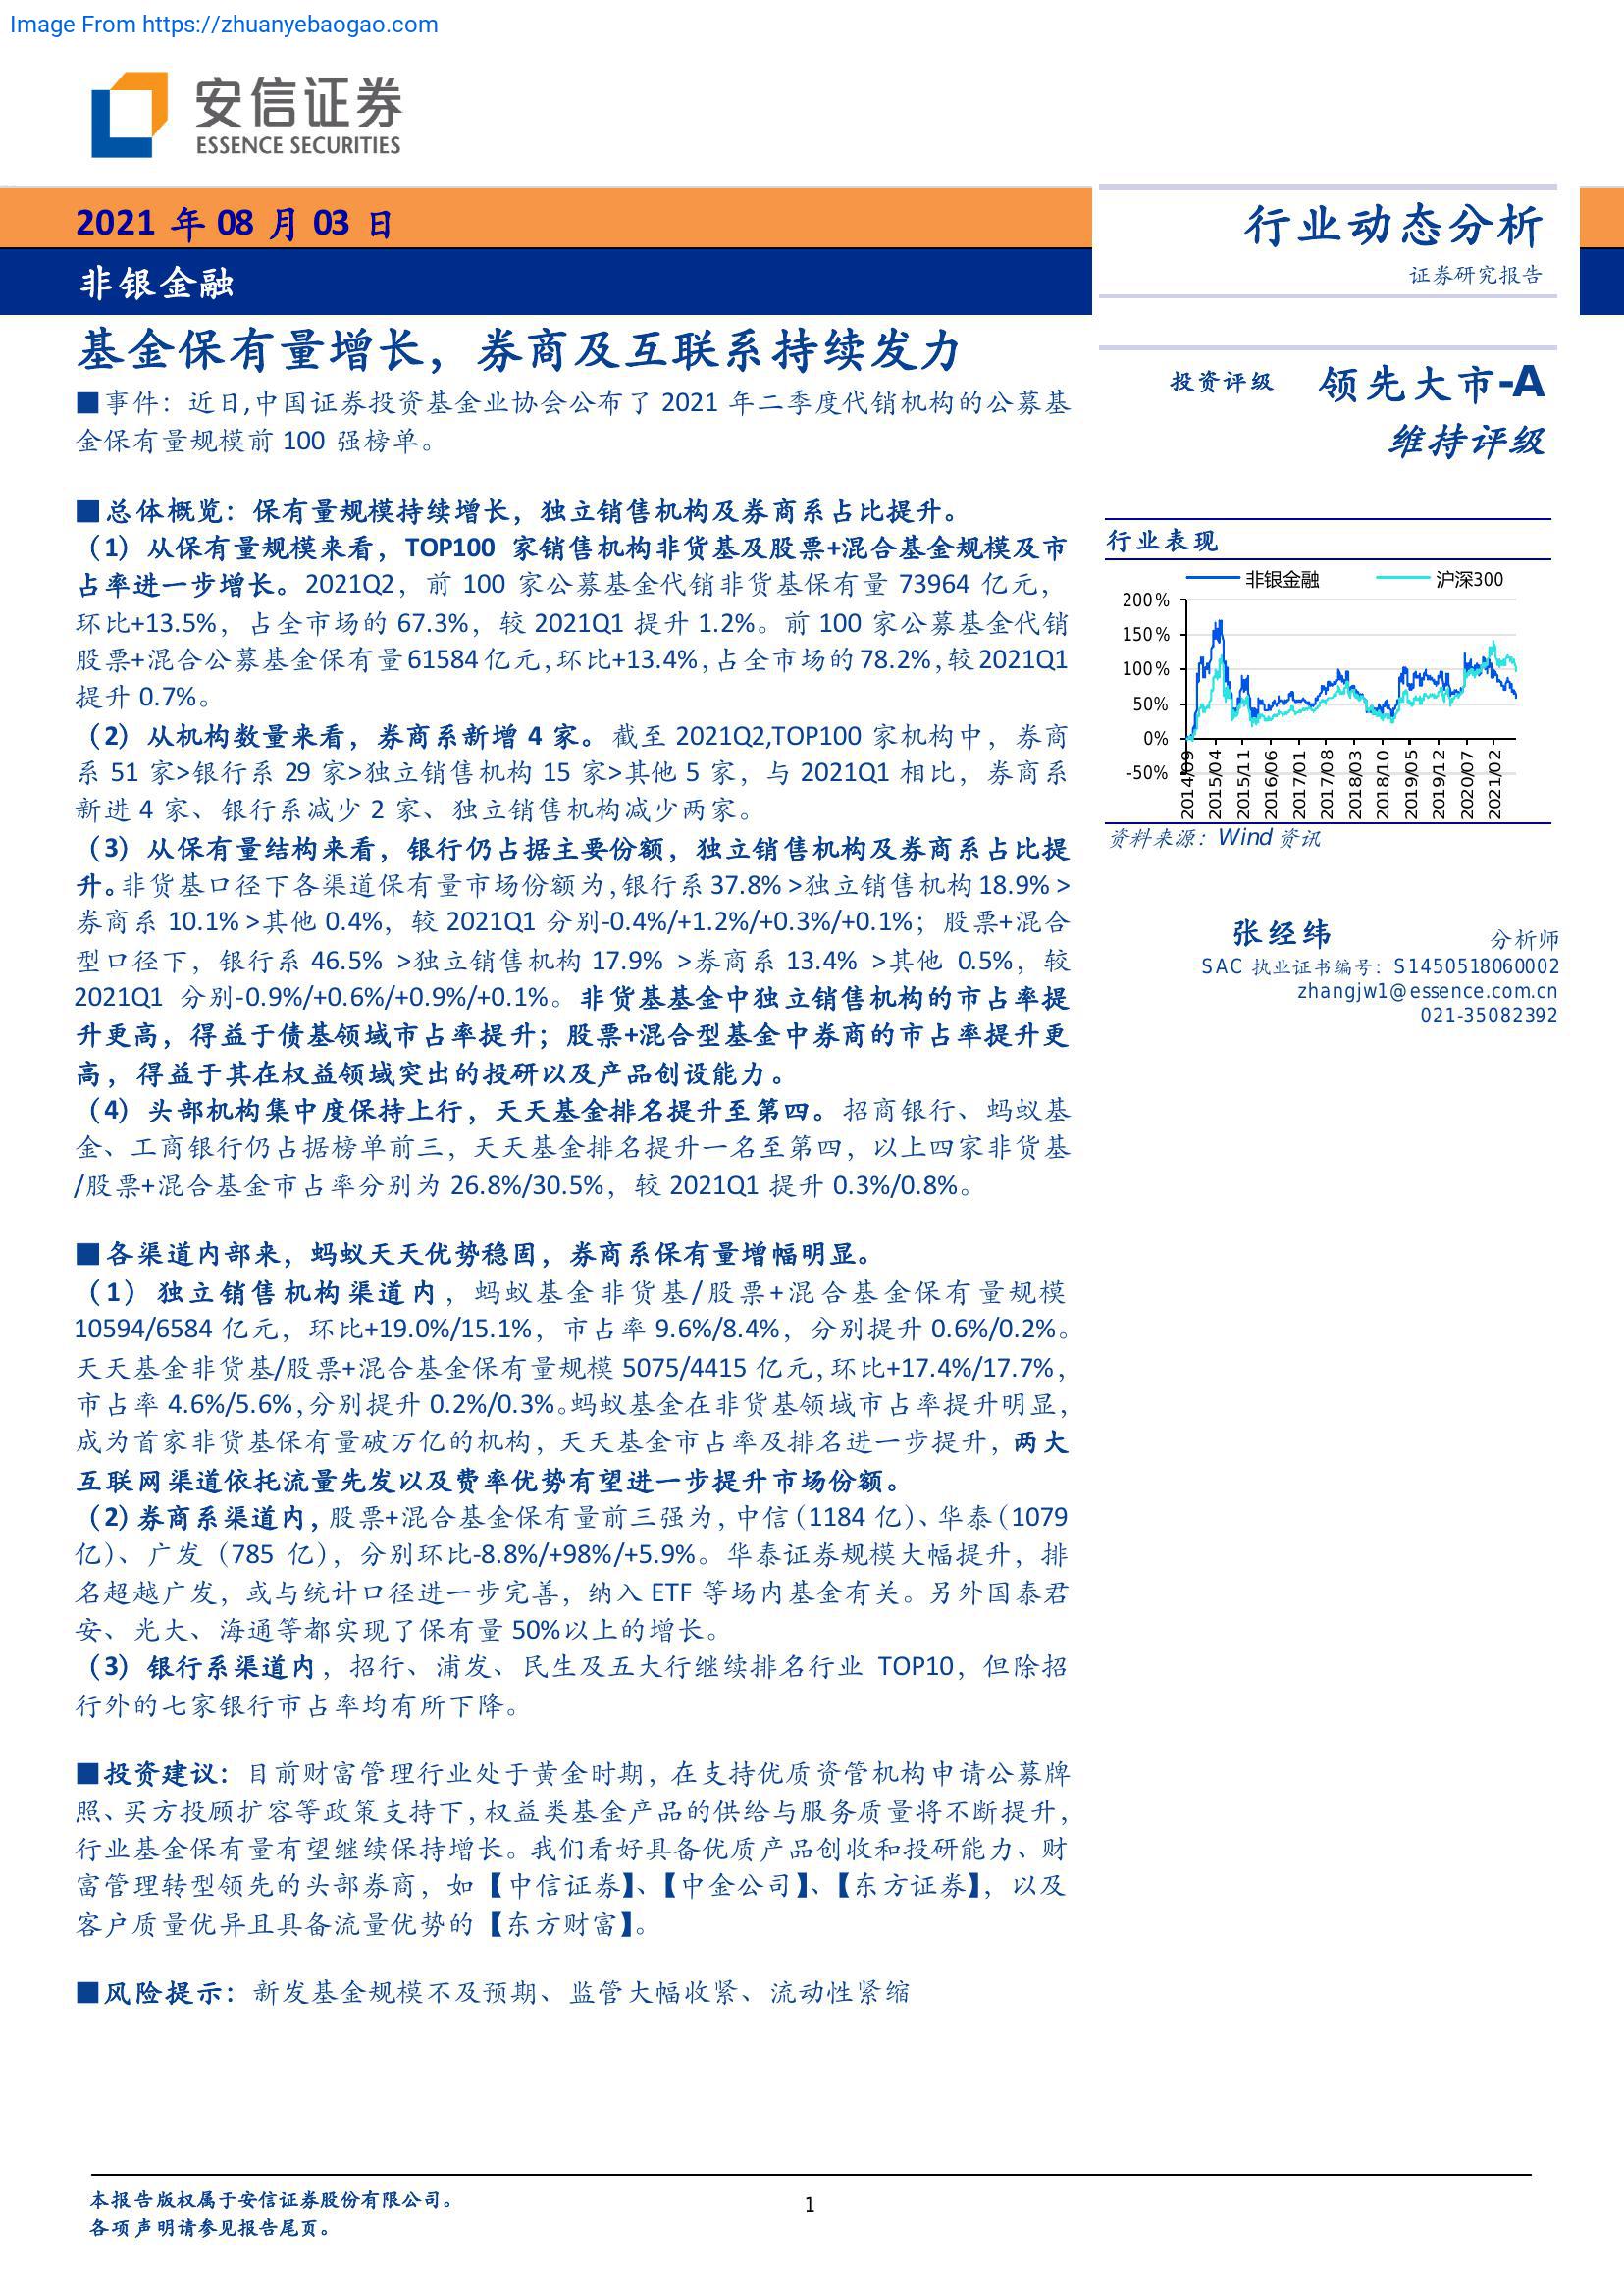 Image From https://zhuanyebaogao.com
安信证券
ESSENCE SECURITIES
2021 年 08 月 03 日
非银金融
行业动态分析
证券研究报告
基金保有量增长，券商及互联系持续发力
■事件：近日,中国证券投资基金业协会公布了 2021 年二季度代销机构的公募基
金保有量规模前 100 强榜单。
■总体概览：保有量规模持续增长，独立销售机构及券商系占比提升。
（1）从保有量规模来看，TOP100 家销售机构非货基及股票+混合基金规模及市
占率进一步增长。2021Q2，前 100 家公募基金代销非货基保有量 73964 亿元，
环比+13.5%，占全市场的 67.3%，较 2021Q1 提升 1.2%。前 100 家公募基金代销
股票+混合公募基金保有量 61584 亿元,环比+13.4%,占全市场的 78.2%,较 2021Q1
提升 0.7%。
（2）从机构数量来看，券商系新增 4 家。截至 2021Q2,TOP100 家机构中，券商
系 51 家>银行系 29 家>独立销售机构 15 家>其他 5 家，与 2021Q1 相比，券商系
新进 4 家、银行系减少 2 家、独立销售机构减少两家。
（3）从保有量结构来看，银行仍占据主要份额，独立销售机构及券商系占比提
升。非货基口径下各渠道保有量市场份额为,银行系 37.8% >独立销售机构 18.9% >
券商系 10.1% >其他 0.4%，较 2021Q1 分别-0.4%/+1.2%/+0.3%/+0.1%；股票+混合
型口径下，银行系 46.5% >独立销售机构 17.9% >券商系 13.4% >其他 0.5%，较
2021Q1 分别-0.9%/+0.6%/+0.9%/+0.1%。非货基基金中独立销售机构的市占率提
升更高，得益于债基领域市占率提升；股票+混合型基金中券商的市占率提升更
高，得益于其在权益领域突出的投研以及产品创设能力。
（4）头部机构集中度保持上行，天天基金排名提升至第四。招商银行、蚂蚁基
金、工商银行仍占据榜单前三，天天基金排名提升一名至第四，以上四家非货基
/股票+混合基金市占率分别为 26.8%/30.5%，较 2021Q1 提升 0.3%/0.8%。
■各渠道内部来，蚂蚁天天优势稳固，券商系保有量增幅明显。
（1）独立销售机构渠道内，蚂蚁基金非货基/股票+混合基金保有量规模
10594/6584 亿元，环比+19.0%/15.1%，市占率 9.6%/8.4%，分别提升 0.6%/0.2%。
天天基金非货基/股票+混合基金保有量规模 5075/4415 亿元,环比+17.4%/17.7%,
市占率 4.6%/5.6%,分别提升 0.2%/0.3%。蚂蚁基金在非货基领域市占率提升明显,
成为首家非货基保有量破万亿的机构，天天基金市占率及排名进一步提升，两大
互联网渠道依托流量先发以及费率优势有望进一步提升市场份额。
（2）券商系渠道内，股票+混合基金保有量前三强为，中信（1184 亿）、华泰（1079
亿）、广发（785 亿），分别环比-8.8%/+98%/+5.9%。华泰证券规模大幅提升，排
名超越广发，或与统计口径进一步完善，纳入 ETF 等场内基金有关。另外国泰君
安、光大、海通等都实现了保有量 50%以上的增长。
（3）银行系渠道内，招行、浦发、民生及五大行继续排名行业 TOP10，但除招
行外的七家银行市占率均有所下降。
■投资建议：目前财富管理行业处于黄金时期，在支持优质资管机构申请公募牌
照、买方投顾扩容等政策支持下,权益类基金产品的供给与服务质量将不断提升,
行业基金保有量有望继续保持增长。我们看好具备优质产品创收和投研能力、财
富管理转型领先的头部券商，如【中信证券】、【中金公司】、【东方证券】，以及
客户质量优异且具备流量优势的【东方财富】。
■风险提示：新发基金规模不及预期、监管大幅收紧、流动性紧缩
投资评级 领先大市-A
维持评级
行业表现
非银金融 沪深300
200%
150%
100%
50%
0%
-50%
2014/09 2015/04 2015/11 2016/06 2017/01 2017/08 2018/03 2018/10 2019/05 2019/12 2020/07 2021/02
资料来源：Wind 资讯
张经纬 分析师
SAC 执业证书编号：S1450518060002
zhangjw1@essence.com.cn
021-35082392
本报告版权属于安信证券股份有限公司。
各项声明请参见报告尾页。
1